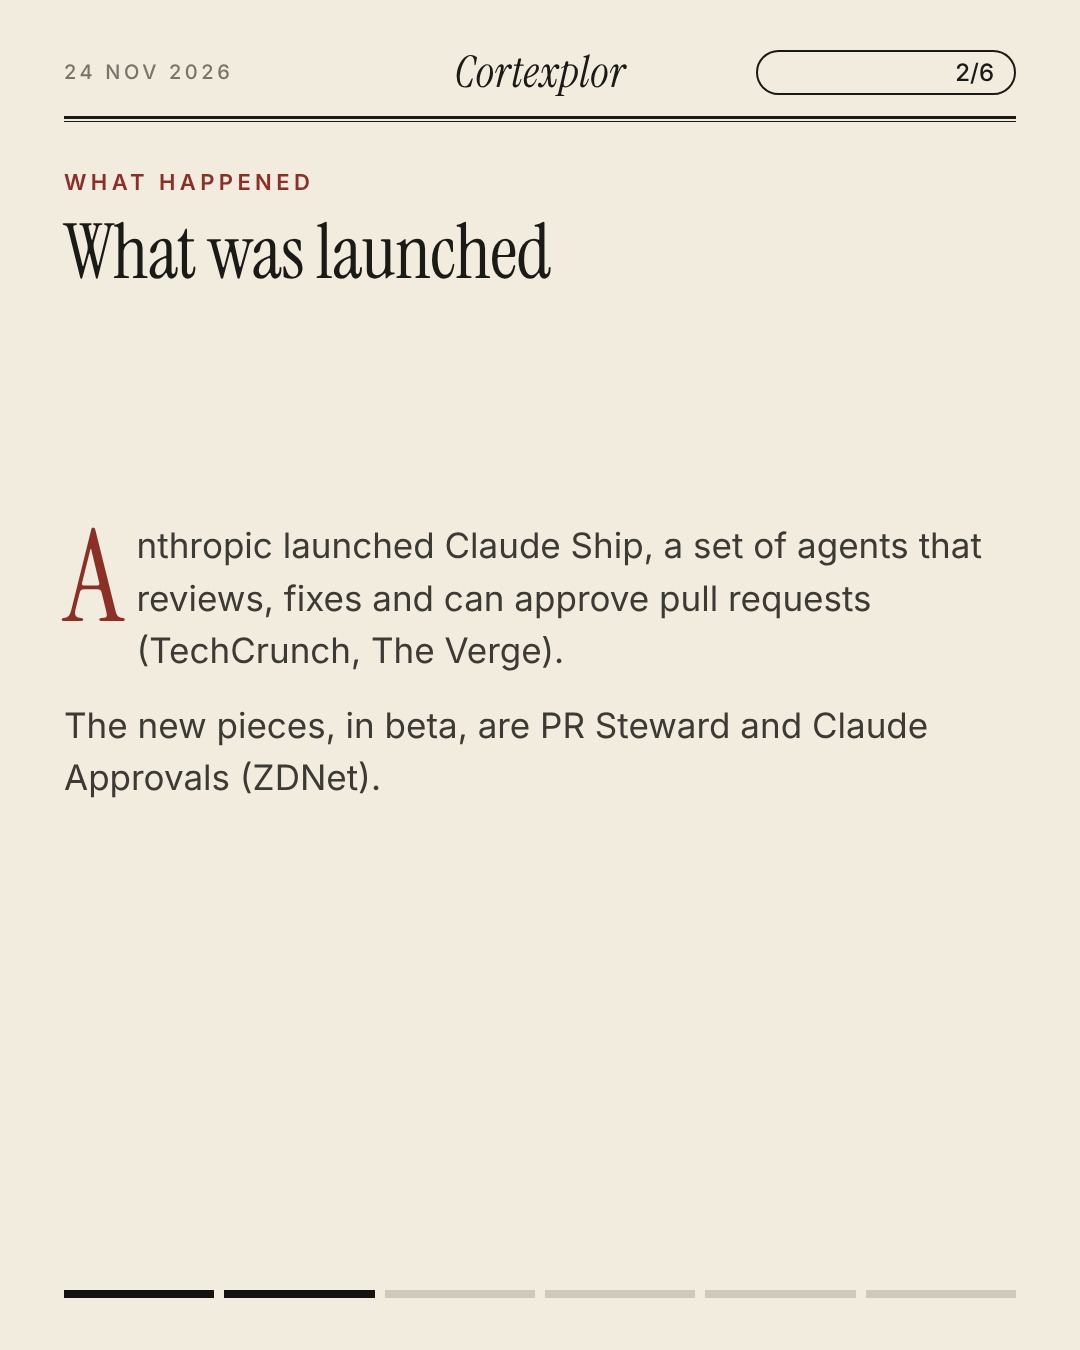 24 NOV 2026
Cortexplor
2/6
WHAT HAPPENED
What was launched
Anthropic launched Claude Ship, a set of agents that
reviews, fixes and can approve pull requests
(TechCrunch, The Verge).
The new pieces, in beta, are PR Steward and Claude
Approvals (ZDNet).